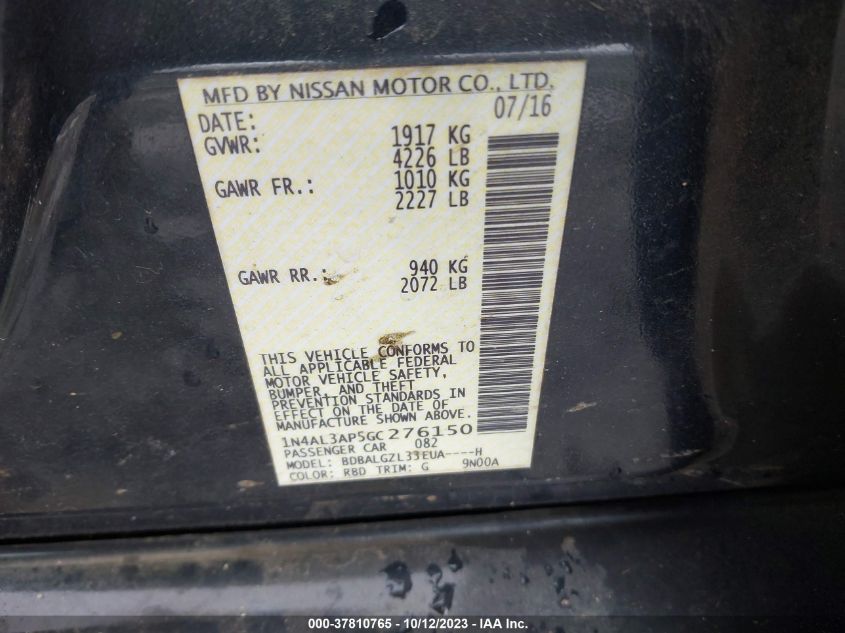 MFD BY NISSAN MOTOR CO., LTD.
DATE: 07/16
GVWR: 1917 KG
4226 LB
GAWR FR.: 1010 KG
2227 LB
GAWR RR.: 940 KG
2072 LB
THIS VEHICLE CONFORMS TO
ALL APPLICABLE FEDERAL
MOTOR VEHICLE SAFETY,
BUMPER, AND THEFT
PREVENTION STANDARDS IN
EFFECT ON THE DATE OF
MANUFACTURE SHOWN ABOVE.
1N4AL3AP5GC276150
PASSENGER CAR 082
MODEL: BDBALGZL33EUA----H
COLOR: RBD TRIM: G 9N00A
000-37810765 - 10/12/2023 - IAA Inc.